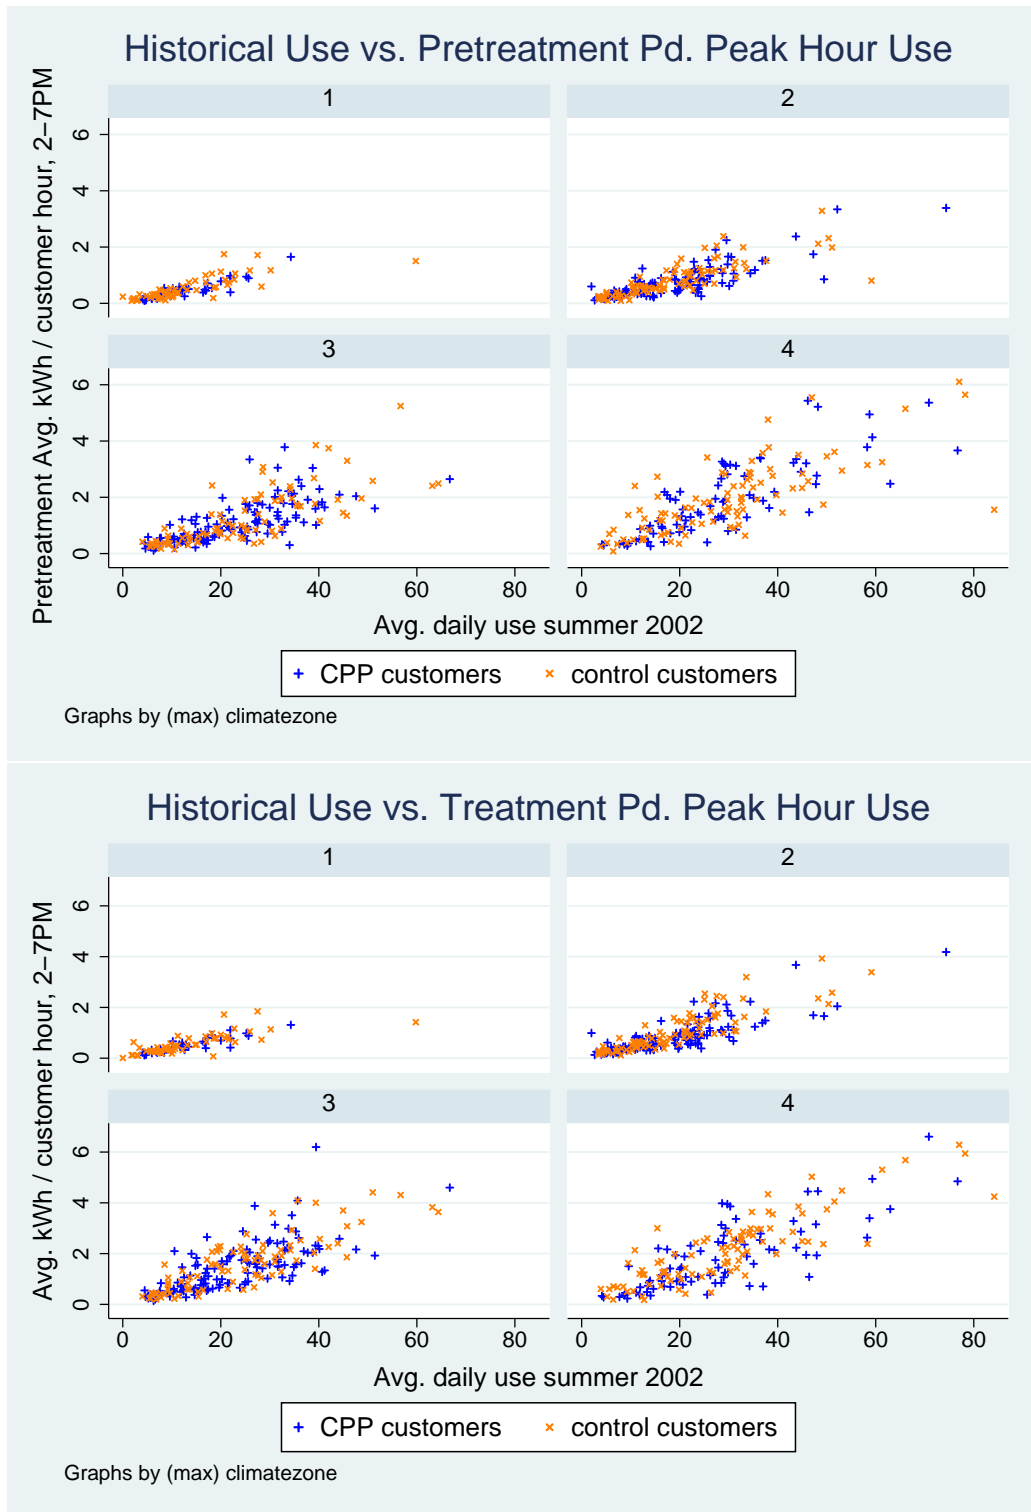 Historical Use vs. Pretreatment Pd. Peak Hour Use
Pretreatment Avg. kWh / customer hour, 2–7PM
1
2
6
4
2
0
3
4
6
4
2
0
0 20 40 60 80 0 20 40 60 80
Avg. daily use summer 2002
CPP customers control customers
Graphs by (max) climatezone
Historical Use vs. Treatment Pd. Peak Hour Use
Avg. kWh / customer hour, 2–7PM
1
2
6
4
2
0
3
4
6
4
2
0
0 20 40 60 80 0 20 40 60 80
Avg. daily use summer 2002
CPP customers control customers
Graphs by (max) climatezone